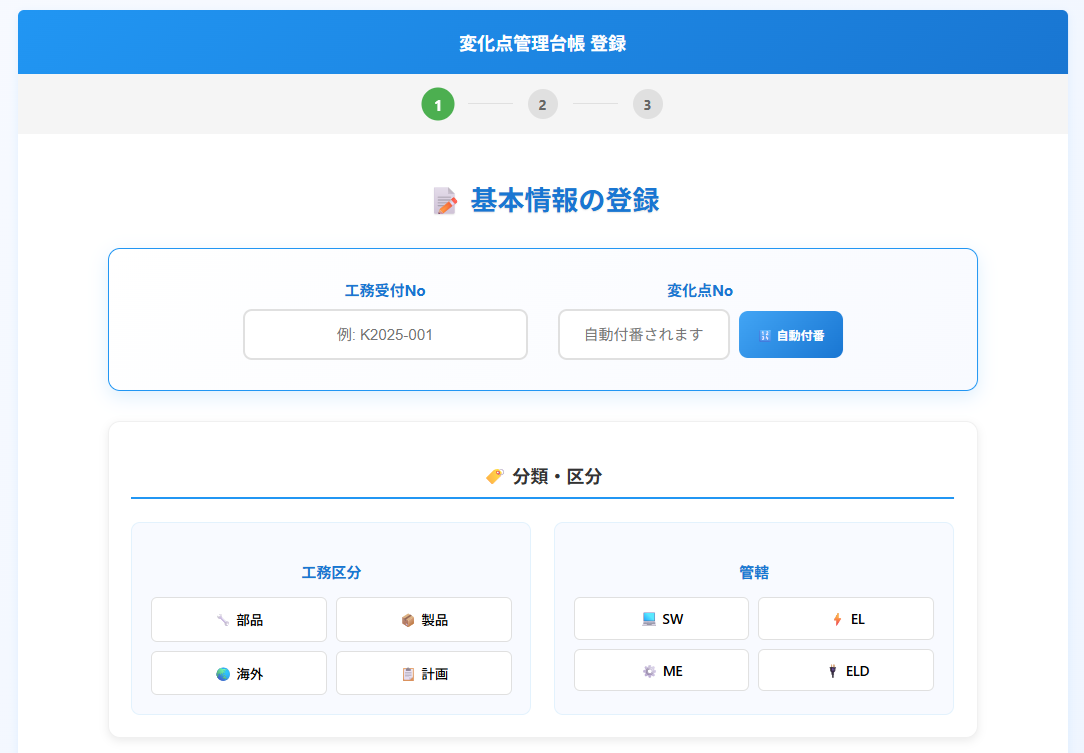 変化点管理台帳 登録
1 2 3
基本情報の登録
工務受付No 変化点No
例: K2025-001 自動付番されます 自動付番
分類・区分
工務区分 管轄
部品 製品 SW EL
海外 計画 ME ELD